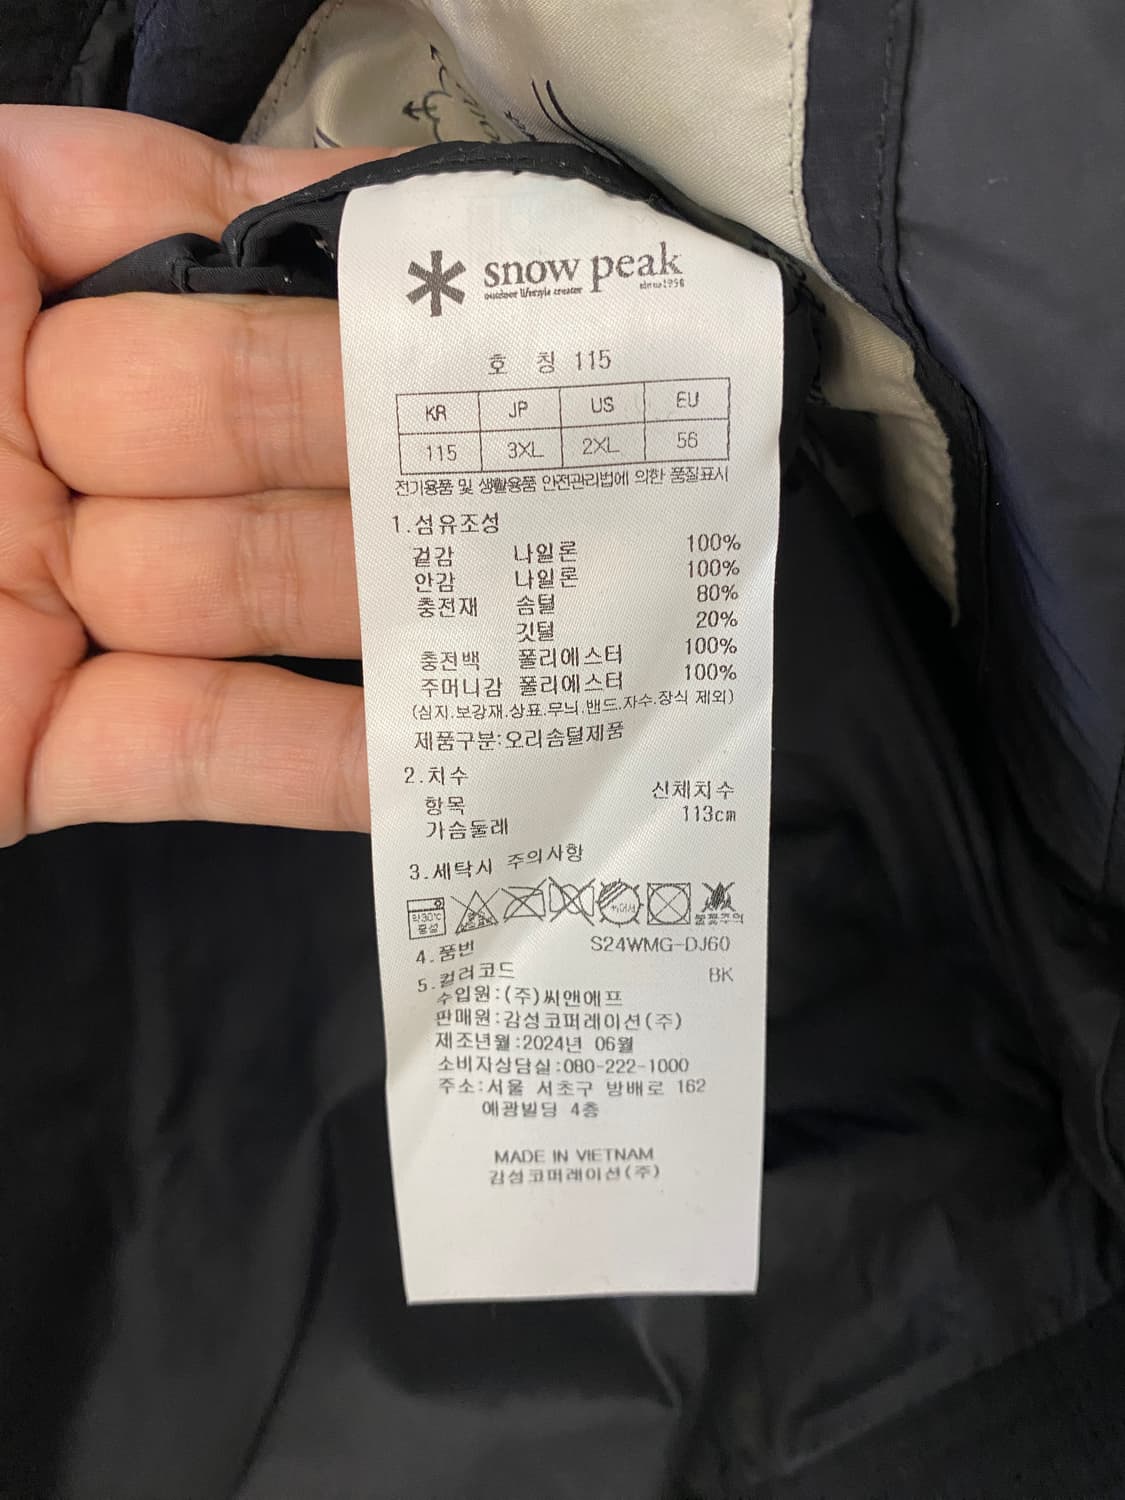 snow peak
outdoor lifestyle creater since1958
호 칭 115
KR JP US EU
115 3XL 2XL 56
전기용품 및 생활용품 안전관리법에 의한 품질표시
1.섬유조성
겉감 나일론 100%
안감 나일론 100%
충전재 솜털 80%
깃털 20%
충전백 폴리에스터 100%
주머니감 폴리에스터 100%
(심지.보강재.상표.무늬.밴드.자수.장식 제외)
제품구분:오리솜털제품
2.치수
항목 신체치수
가슴둘레 113cm
3.세탁시 주의사항
약30℃
중성
불꽃주의
4.품번 S24WMG-DJ60
5.컬러코드 BK
수입원:(주)씨앤에프
판매원:감성코퍼레이션(주)
제조년월:2024년 06월
소비자상담실:080-222-1000
주소:서울 서초구 방배로 162
예광빌딩 4층
MADE IN VIETNAM
감성코퍼레이션(주)